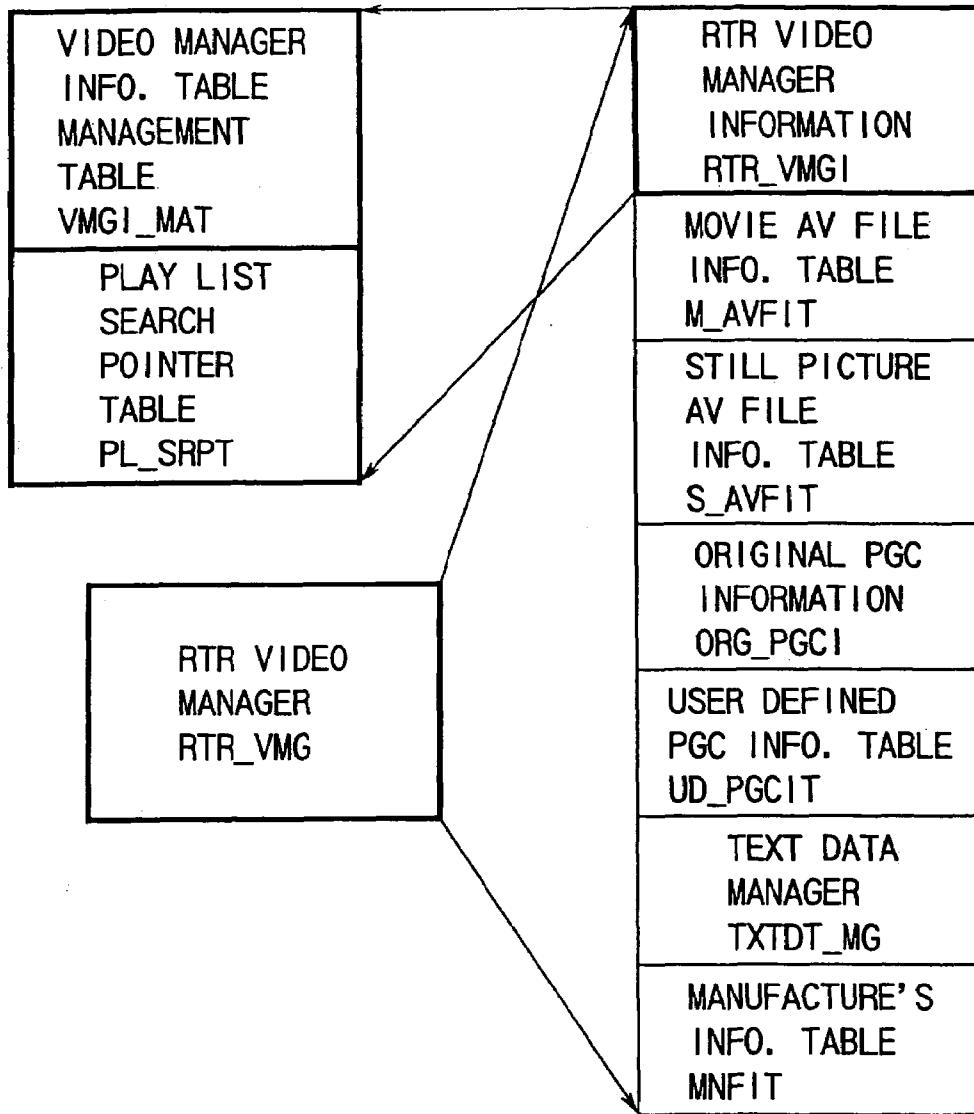 VIDEO MANAGER
INFO. TABLE
MANAGEMENT
TABLE
VMGI_MAT
PLAY LIST
SEARCH
POINTER
TABLE
PL_SRPT
RTR VIDEO
MANAGER
RTR_VMG
RTR VIDEO
MANAGER
INFORMATION
RTR_VMGI
MOVIE AV FILE
INFO. TABLE
M_AVFIT
STILL PICTURE
AV FILE
INFO. TABLE
S_AVFIT
ORIGINAL PGC
INFORMATION
ORG_PGCI
USER DEFINED
PGC INFO. TABLE
UD_PGCIT
TEXT DATA
MANAGER
TXTDT_MG
MANUFACTURE'S
INFO. TABLE
MNFIT